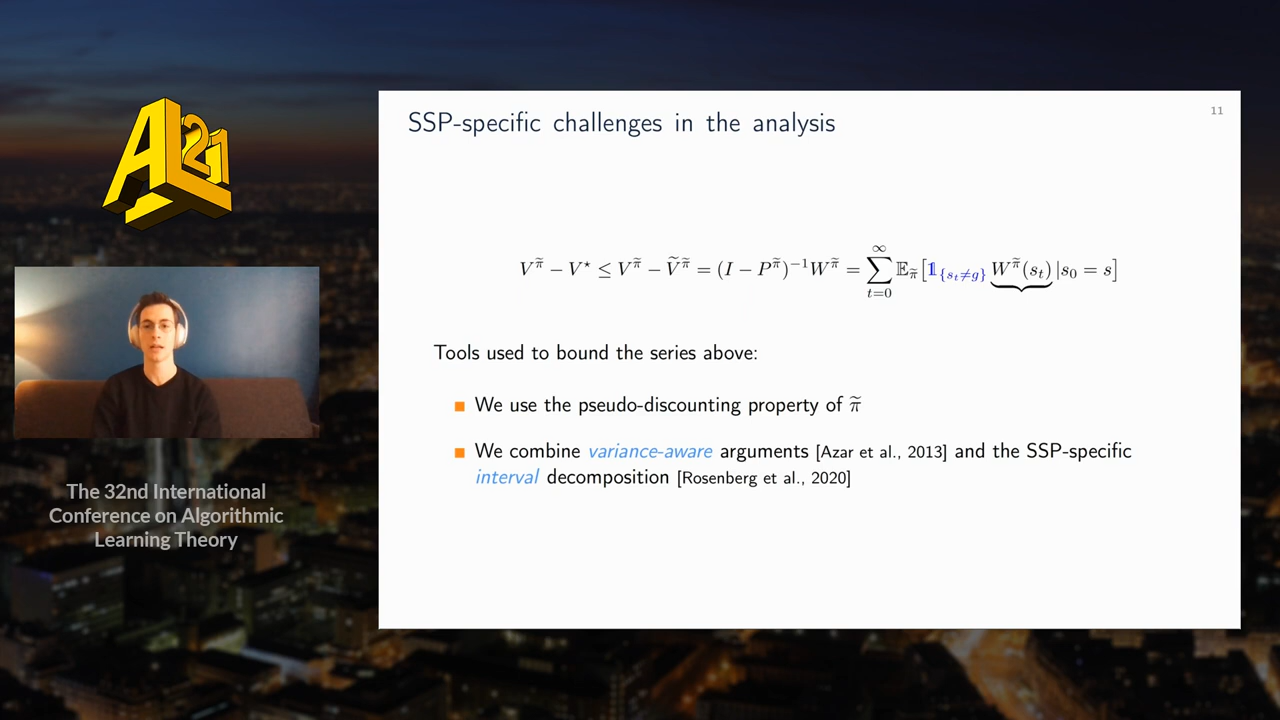 ALT 21
The 32nd International
Conference on Algorithmic
Learning Theory
SSP-specific challenges in the analysis
11
V^π̃ − V^⋆ ≤ V^π̃ − Ṽ^π̃ = (I − P^π̃)^{−1}W^π̃ = ∑_{t=0}^{∞} 𝔼_π̃[𝟙_{s_t≠g} W^π̃(s_t) | s_0 = s]
Tools used to bound the series above:
We use the pseudo-discounting property of π̃
We combine variance-aware arguments [Azar et al., 2013] and the SSP-specific
interval decomposition [Rosenberg et al., 2020]